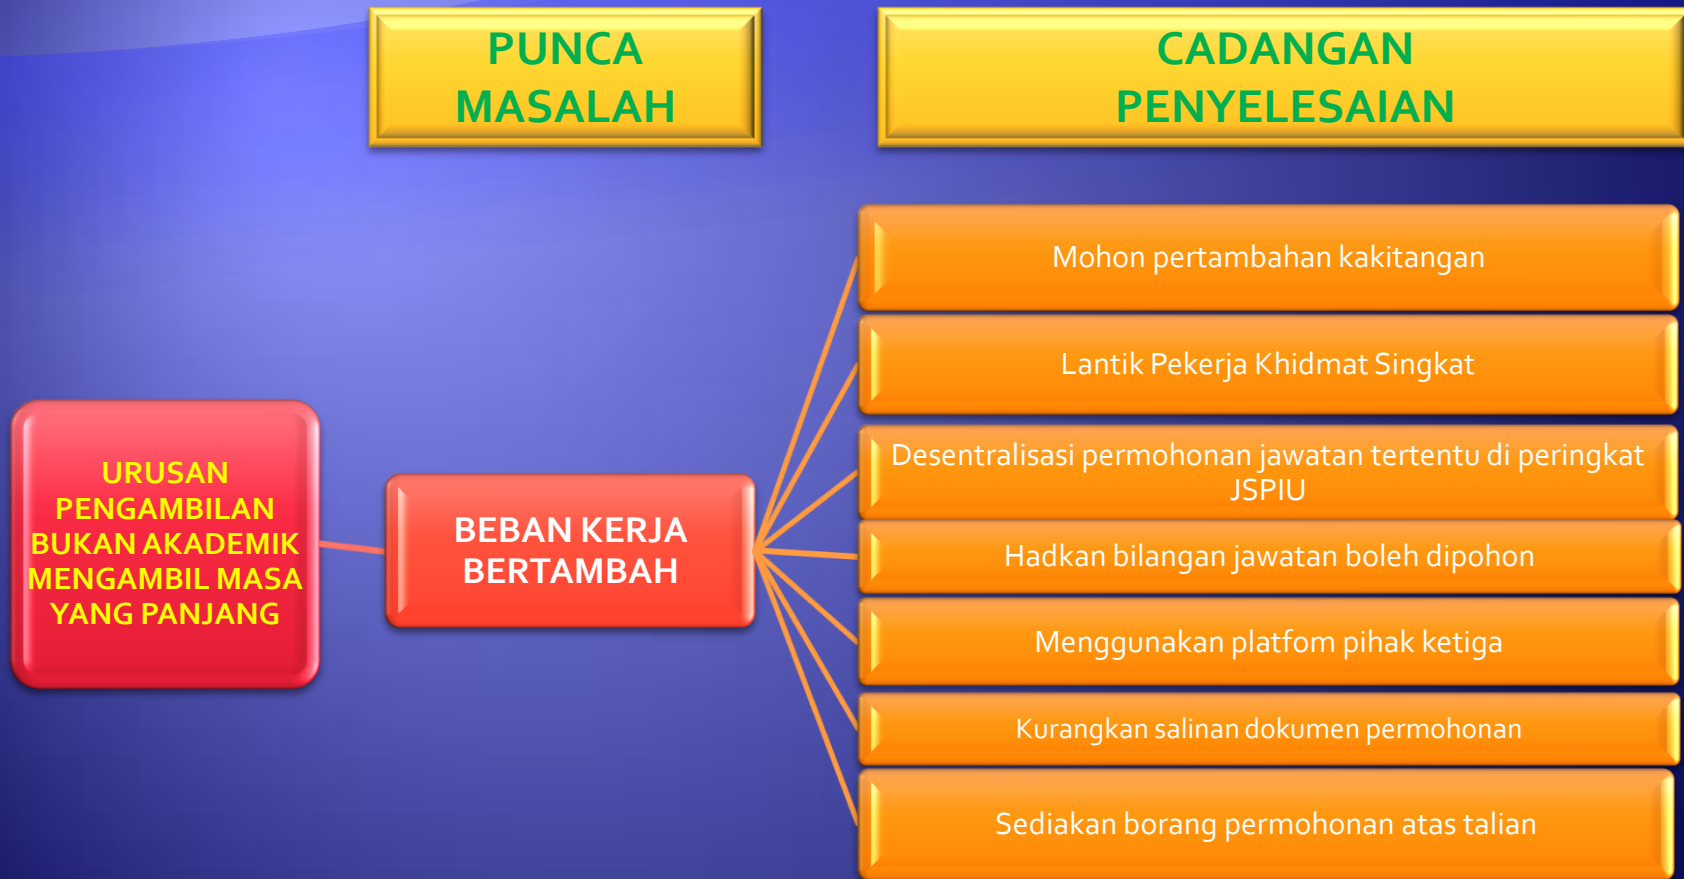 PUNCA
MASALAH
CADANGAN
PENYELESAIAN
URUSAN
PENGAMBILAN
BUKAN AKADEMIK
MENGAMBIL MASA
YANG PANJANG
BEBAN KERJA
BERTAMBAH
Mohon pertambahan kakitangan
Lantik Pekerja Khidmat Singkat
Desentralisasi permohonan jawatan tertentu di peringkat
JSPIU
Hadkan bilangan jawatan boleh dipohon
Menggunakan platfom pihak ketiga
Kurangkan salinan dokumen permohonan
Sediakan borang permohonan atas talian